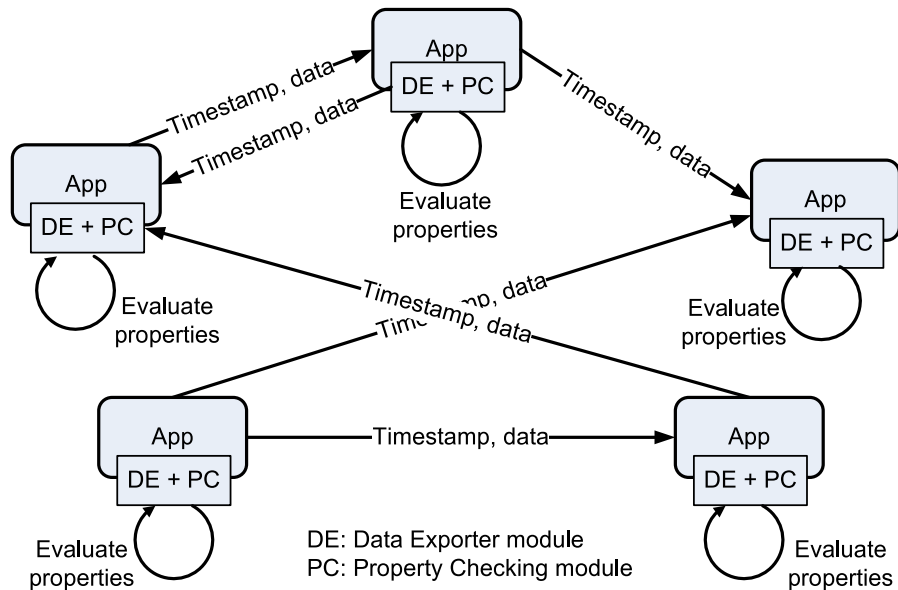 App
DE + PC
Timestamp, data
Timestamp, data
Timestamp, data
Evaluate
properties
App
DE + PC
Evaluate
properties
App
DE + PC
Evaluate
properties
Timestamp, data
Timestamp, data
App
DE + PC
Evaluate
properties
Timestamp, data
App
DE + PC
Evaluate
properties
DE: Data Exporter module
PC: Property Checking module